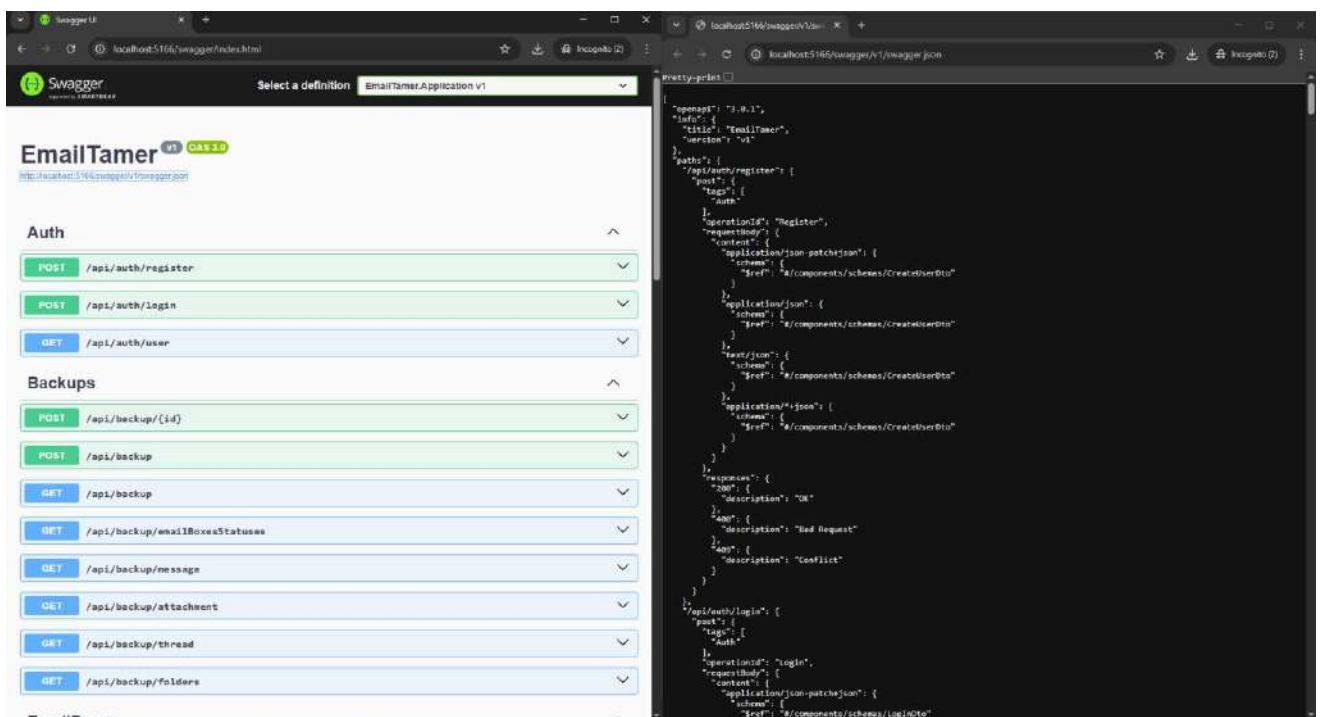 Swagger UI
localhost:5166/swagger/index.html
Incognito (2)
Swagger
Supported by SMARTBEAR
Select a definition
EmailTamer.Application v1
EmailTamer v1 OAS 3.0
http://localhost:5166/swagger/v1/swagger.json
Auth
POST /api/auth/register
POST /api/auth/login
GET /api/auth/user
Backups
POST /api/backup/{id}
POST /api/backup
GET /api/backup
GET /api/backup/emailBoxesStatuses
GET /api/backup/message
GET /api/backup/attachment
GET /api/backup/thread
GET /api/backup/folders
localhost:5166/swagger/v1/sw
localhost:5166/swagger/v1/swagger.json
Incognito (2)
Pretty-print
{
"openapi": "3.0.1",
"info": {
"title": "EmailTamer",
"version": "v1"
},
"paths": {
"/api/auth/register": {
"post": {
"tags": [
"Auth"
],
"operationId": "Register",
"requestBody": {
"content": {
"application/json-patch+json": {
"schema": {
"$ref": "#/components/schemas/CreateUserDto"
}
},
"application/json": {
"schema": {
"$ref": "#/components/schemas/CreateUserDto"
}
},
"text/json": {
"schema": {
"$ref": "#/components/schemas/CreateUserDto"
}
},
"application/*+json": {
"schema": {
"$ref": "#/components/schemas/CreateUserDto"
}
}
}
},
"responses": {
"200": {
"description": "OK"
},
"400": {
"description": "Bad Request"
},
"409": {
"description": "Conflict"
}
}
}
},
"/api/auth/login": {
"post": {
"tags": [
"Auth"
],
"operationId": "Login",
"requestBody": {
"content": {
"application/json-patch+json": {
"schema": {
"$ref": "#/components/schemas/LogInDto"